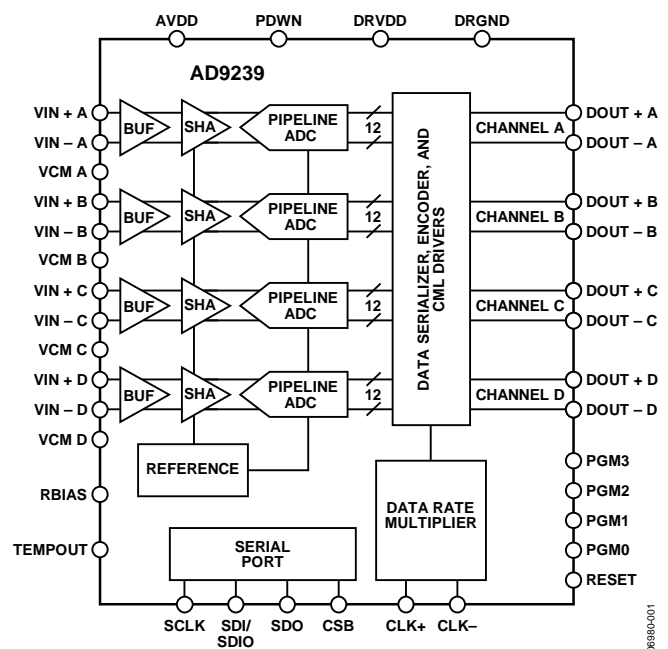 AVDD PDWN DRVDD DRGND
AD9239
VIN + A BUF SHA PIPELINE ADC 12 CHANNEL A DOUT + A
VIN – A DOUT – A
VCM A
VIN + B BUF SHA PIPELINE ADC 12 CHANNEL B DOUT + B
VIN – B DOUT – B
VCM B
VIN + C BUF SHA PIPELINE ADC 12 CHANNEL C DOUT + C
VIN – C DOUT – C
VCM C
VIN + D BUF SHA PIPELINE ADC 12 CHANNEL D DOUT + D
VIN – D DOUT – D
VCM D
DATA SERIALIZER, ENCODER, AND
CML DRIVERS
REFERENCE
RBIAS
TEMPOUT
DATA RATE
MULTIPLIER
PGM3
PGM2
PGM1
PGM0
RESET
SERIAL
PORT
SCLK SDI/
SDIO SDO CSB CLK+ CLK–
06980-001